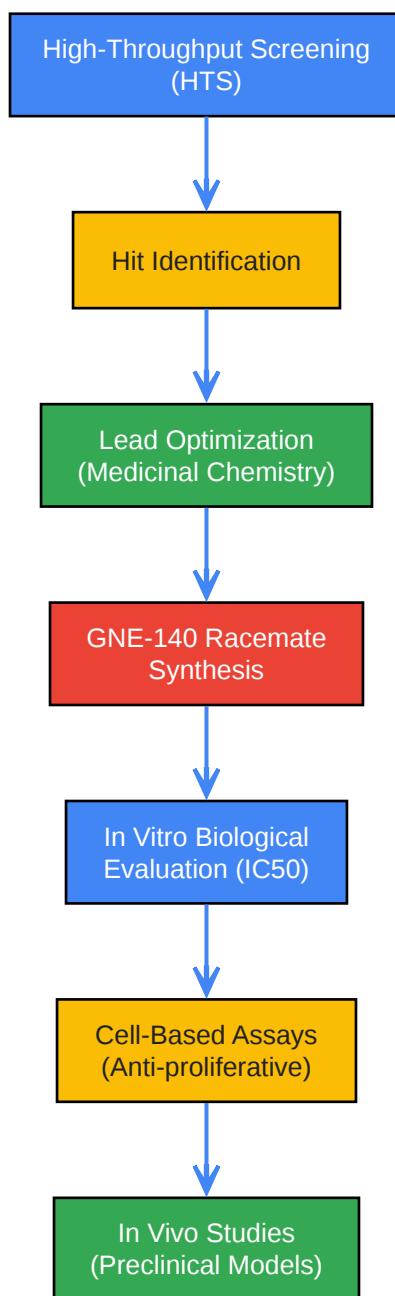 High-Throughput Screening
(HTS)
Hit Identification
Lead Optimization
(Medicinal Chemistry)
GNE-140 Racemate
Synthesis
In Vitro Biological
Evaluation (IC50)
Cell-Based Assays
(Anti-proliferative)
In Vivo Studies
(Preclinical Models)